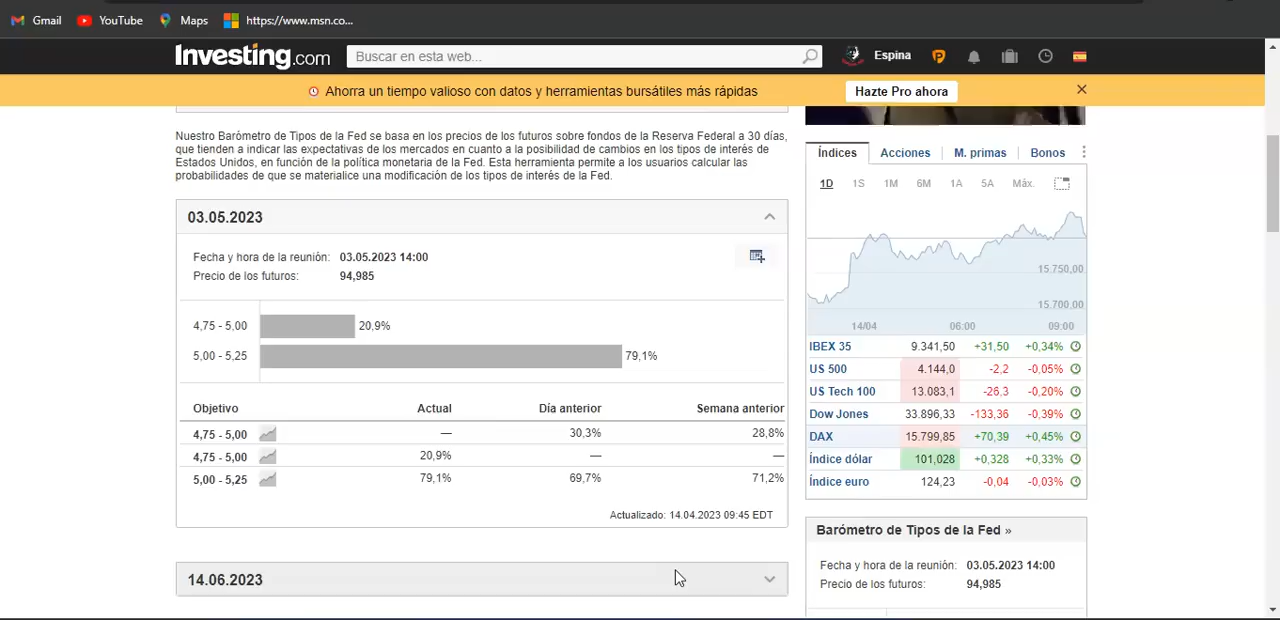 Gmail YouTube Maps https://www.msn.co...
Investing.com Buscar en esta web... Espina
Ahorra un tiempo valioso con datos y herramientas bursátiles más rápidas Hazte Pro ahora
Nuestro Barómetro de Tipos de la Fed se basa en los precios de los futuros sobre fondos de la Reserva Federal a 30 días,
que tienden a indicar las expectativas de los mercados en cuanto a la posibilidad de cambios en los tipos de interés de
Estados Unidos, en función de la política monetaria de la Fed. Esta herramienta permite a los usuarios calcular las
probabilidades de que se materialice una modificación de los tipos de interés de la Fed.
03.05.2023
Fecha y hora de la reunión: 03.05.2023 14:00
Precio de los futuros: 94,985
4,75 - 5,00 20,9%
5,00 - 5,25 79,1%
Objetivo Actual Día anterior Semana anterior
4,75 - 5,00 — 30,3% 28,8%
4,75 - 5,00 20,9% — —
5,00 - 5,25 79,1% 69,7% 71,2%
Actualizado: 14.04.2023 09:45 EDT
14.06.2023
Índices Acciones M. primas Bonos
1D 1S 1M 6M 1A 5A Máx.
15.750,00
15.700,00
14/04 06:00 09:00
IBEX 35 9.341,50 +31,50 +0,34%
US 500 4.144,0 -2,2 -0,05%
US Tech 100 13.083,1 -26,3 -0,20%
Dow Jones 33.896,33 -133,36 -0,39%
DAX 15.799,85 +70,39 +0,45%
Índice dólar 101,028 +0,328 +0,33%
Índice euro 124,23 -0,04 -0,03%
Barómetro de Tipos de la Fed »
Fecha y hora de la reunión: 03.05.2023 14:00
Precio de los futuros: 94,985